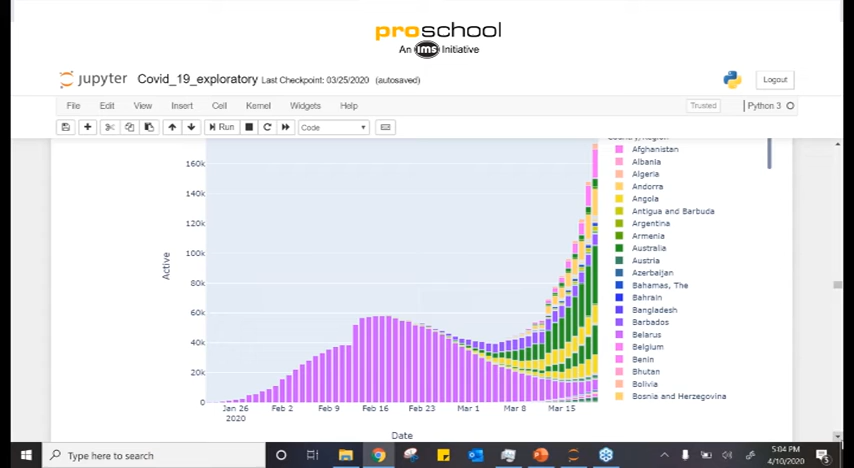 proschool
An ims Initiative
jupyter Covid_19_exploratory Last Checkpoint: 03/25/2020 (autosaved)
Logout
File Edit View Insert Cell Kernel Widgets Help
Trusted
Python 3
Run
Code
Afghanistan
Albania
Algeria
Andorra
Angola
Antigua and Barbuda
Argentina
Armenia
Australia
Austria
Azerbaijan
Bahamas, The
Bahrain
Bangladesh
Barbados
Belarus
Belgium
Benin
Bhutan
Bolivia
Bosnia and Herzegovina
160k
140k
120k
100k
80k
60k
40k
20k
0
Active
Jan 26
2020
Feb 2
Feb 9
Feb 16
Feb 23
Mar 1
Mar 8
Mar 15
Date
Type here to search
5:04 PM
4/10/2020